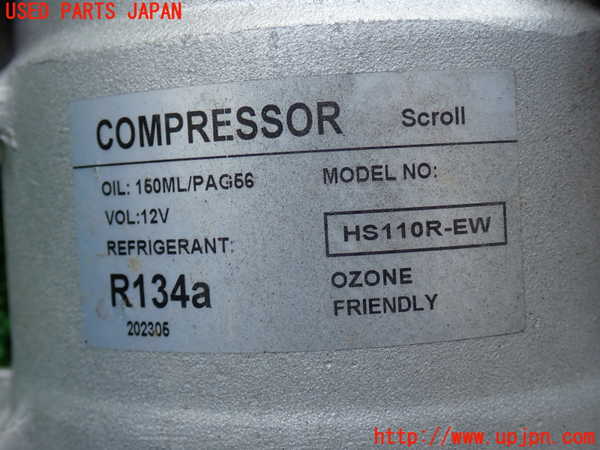 USED PARTS JAPAN
COMPRESSOR Scroll
OIL: 150ML/PAG56 MODEL NO:
VOL:12V
HS110R-EW
REFRIGERANT:
R134a OZONE
FRIENDLY
202305
http://www.upjpn.com/